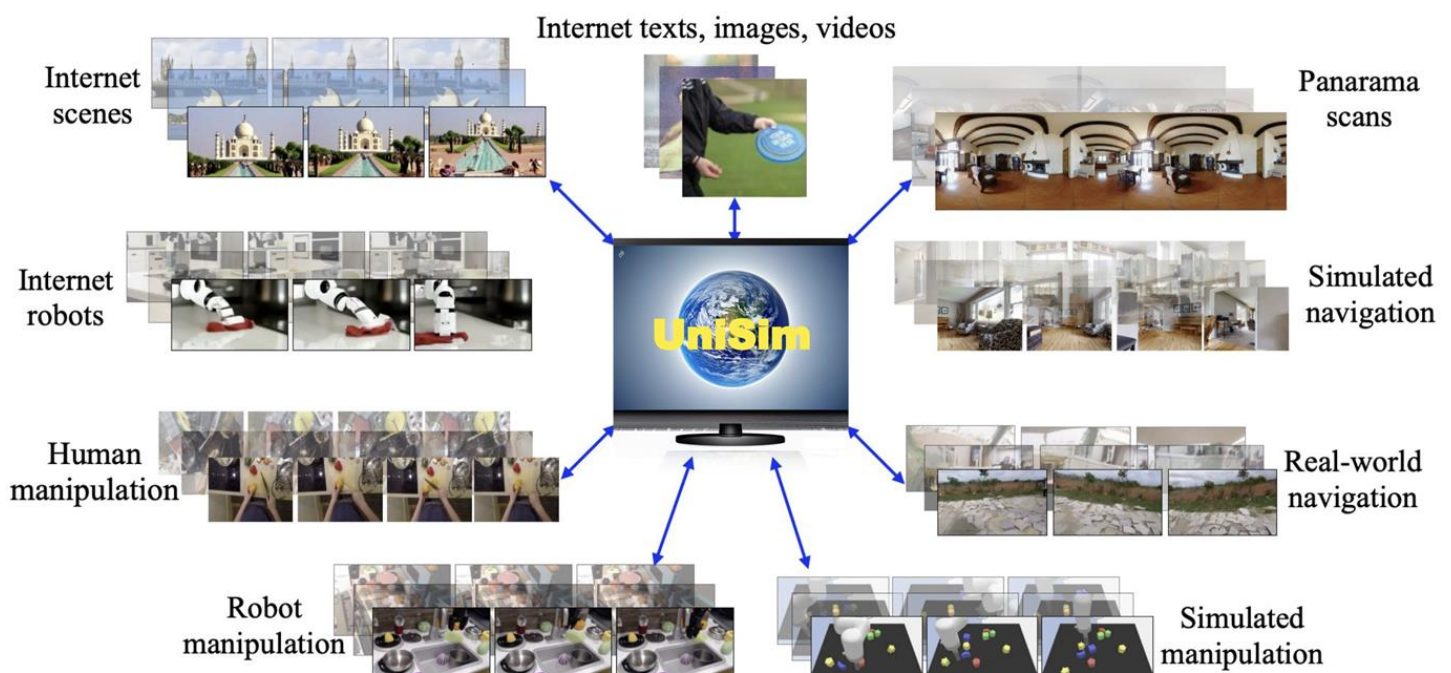 Internet texts, images, videos
Internet
scenes
Panarama
scans
Internet
robots
Simulated
navigation
UniSim
Human
manipulation
Real-world
navigation
Robot
manipulation
Simulated
manipulation